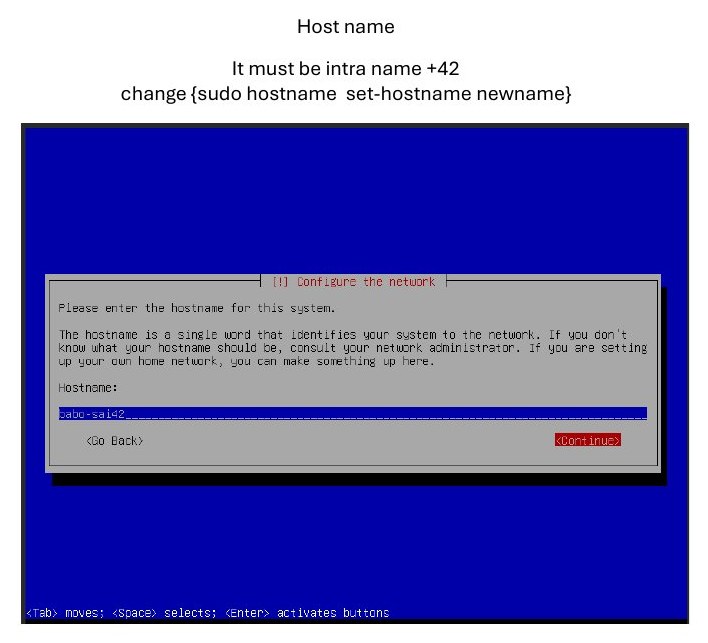 Host name
It must be intra name +42
change {sudo hostname set-hostname newname}
[!] Configure the network
Please enter the hostname for this system.
The hostname is a single word that identifies your system to the network. If you don't
know what your hostname should be, consult your network administrator. If you are setting
up your own home network, you can make something up here.
Hostname:
babo-sai42
<Go Back> <Continue>
<Tab> moves; <Space> selects; <Enter> activates buttons